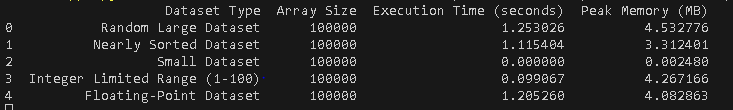 Dataset Type Array Size Execution Time (seconds) Peak Memory (MB)
0 Random Large Dataset 100000 1.253026 4.532776
1 Nearly Sorted Dataset 100000 1.115404 3.312401
2 Small Dataset 100000 0.000000 0.002480
3 Integer Limited Range (1-100) 100000 0.099067 4.267166
4 Floating-Point Dataset 100000 1.205260 4.082863